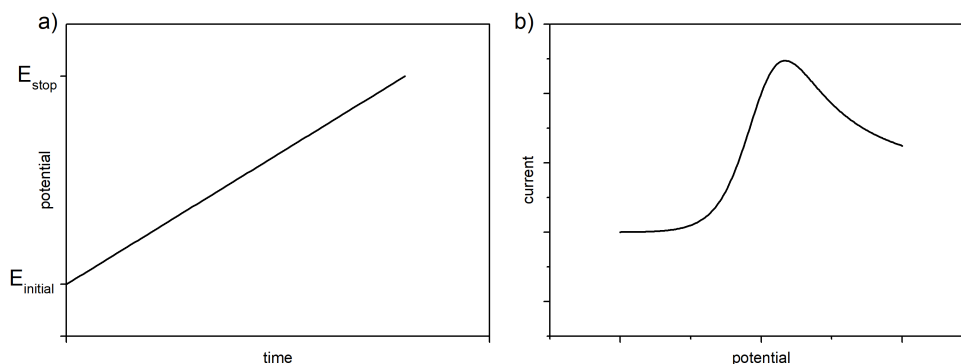 a)
E_stop
potential
E_initial
time
b)
current
potential